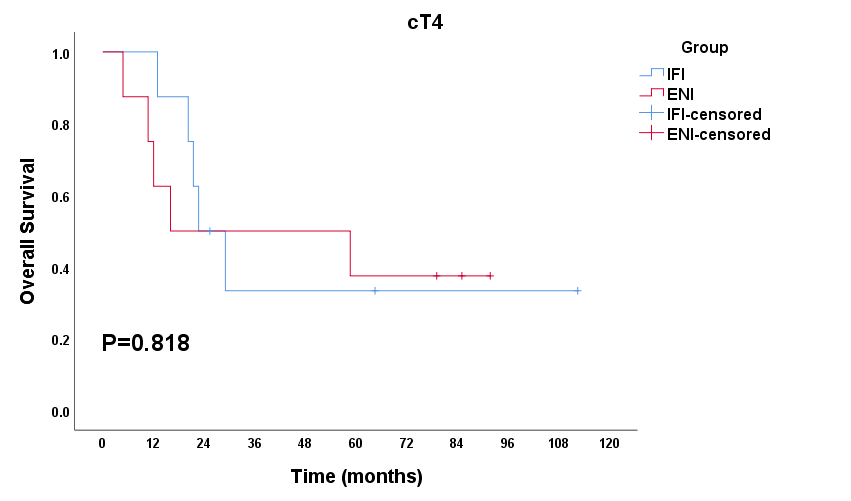 cT4
Group
IFI
ENI
IFI-censored
ENI-censored
Overall Survival
1.0
0.8
0.6
0.4
0.2
0.0
P=0.818
0 12 24 36 48 60 72 84 96 108 120
Time (months)